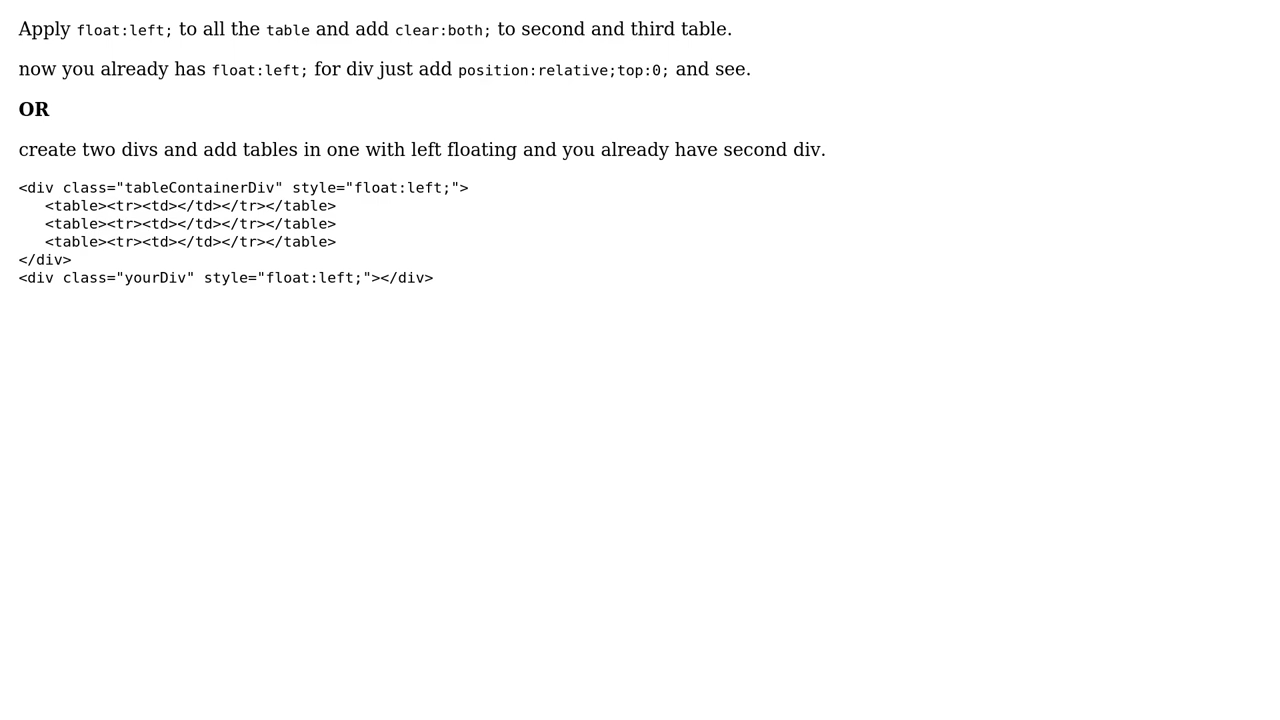 Apply float:left; to all the table and add clear:both; to second and third table.
now you already has float:left; for div just add position:relative;top:0; and see.
OR
create two divs and add tables in one with left floating and you already have second div.
<div class="tableContainerDiv" style="float:left;">
   <table><tr><td></td></tr></table>
   <table><tr><td></td></tr></table>
   <table><tr><td></td></tr></table>
</div>
<div class="yourDiv" style="float:left;"></div>